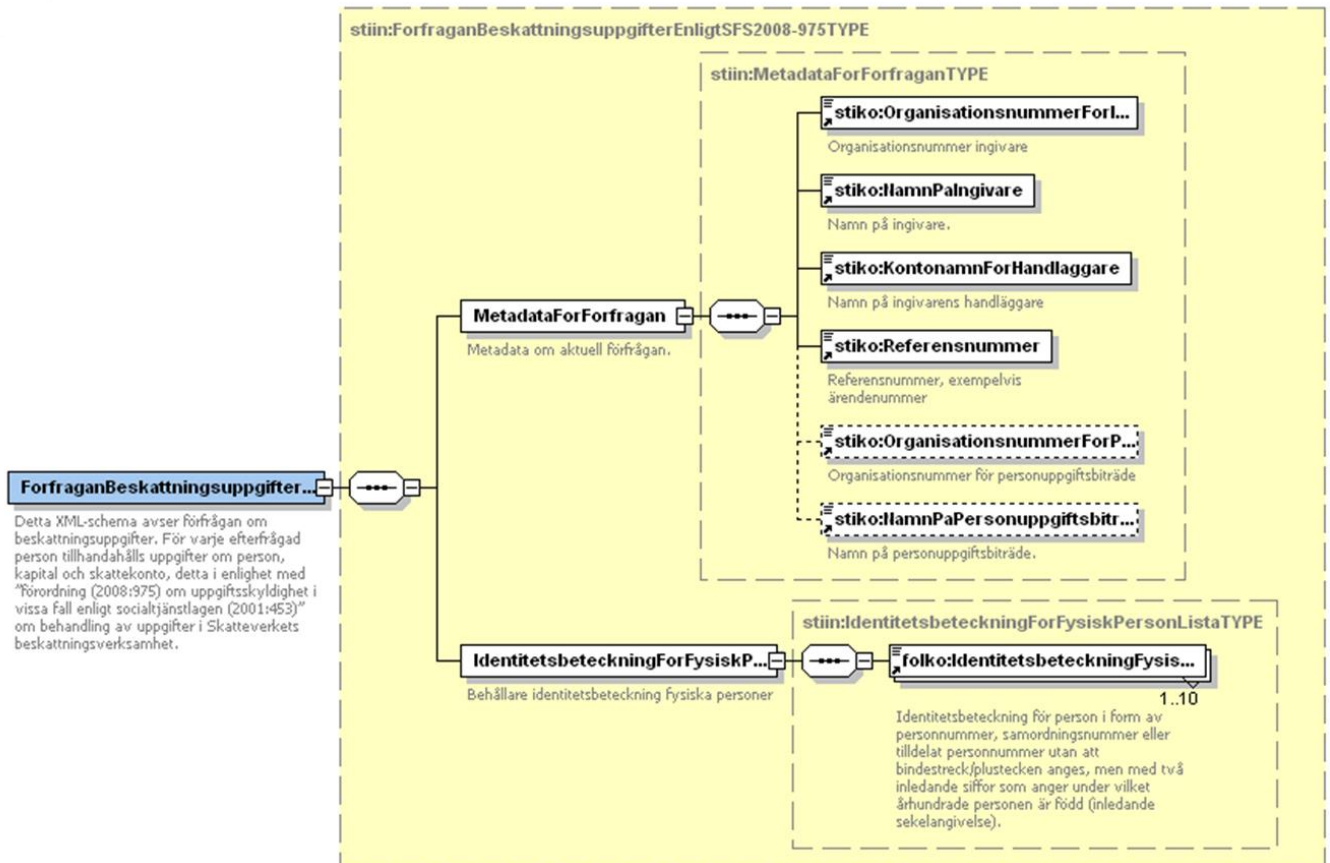 stiin:ForfraganBeskattningsuppgifterEnligtSFS2008-975TYPE
stiin:MetadataForForfraganTYPE
stiko:OrganisationsnummerForI...
Organisationsnummer ingivare
stiko:NamnPaIngivare
Namn på ingivare.
stiko:KontonamnForHandlaggare
Namn på ingivarens handläggare
MetadataForForfragan
Metadata om aktuell förfrågan.
stiko:Referensnummer
Referensnummer, exempelvis
ärendenummer
stiko:OrganisationsnummerForP...
Organisationsnummer för personuppgiftsbiträde
stiko:NamnPaPersonuppgiftsbitr...
Namn på personuppgiftsbiträde.
ForfraganBeskattningsuppgifter...
Detta XML-schema avser förfrågan om
beskattningsuppgifter. För varje efterfrågad
person tillhandahålls uppgifter om person,
kapital och skattekonto, detta i enlighet med
"förordning (2008:975) om uppgiftsskyldighet i
vissa fall enligt socialtjänstlagen (2001:453)"
om behandling av uppgifter i Skatteverkets
beskattningsverksamhet.
stiin:IdentitetsbeteckningForFysiskPersonListaTYPE
IdentitetsbeteckningForFysiskP...
Behållare identitetsbeteckning fysiska personer
folko:IdentitetsbeteckningFysis...
1..10
Identitetsbeteckning för person i form av
personnummer, samordningsnummer eller
tilldelat personnummer utan att
bindestreck/plustecken anges, men med två
inledande siffor som anger under vilket
århundrade personen är född (inledande
sekelangivelse).